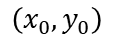 (x₀, y₀)